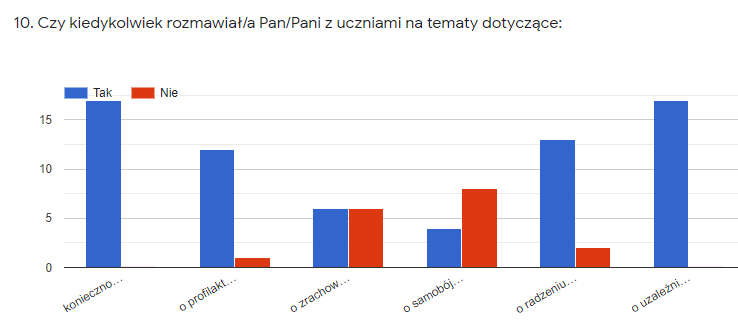 10. Czy kiedykolwiek rozmawiał/a Pan/Pani z uczniami na tematy dotyczące:
Tak Nie
15
10
5
0
konieczno...
o profilakt...
o zrachow...
o samobój...
o radzeniu...
o uzależni...